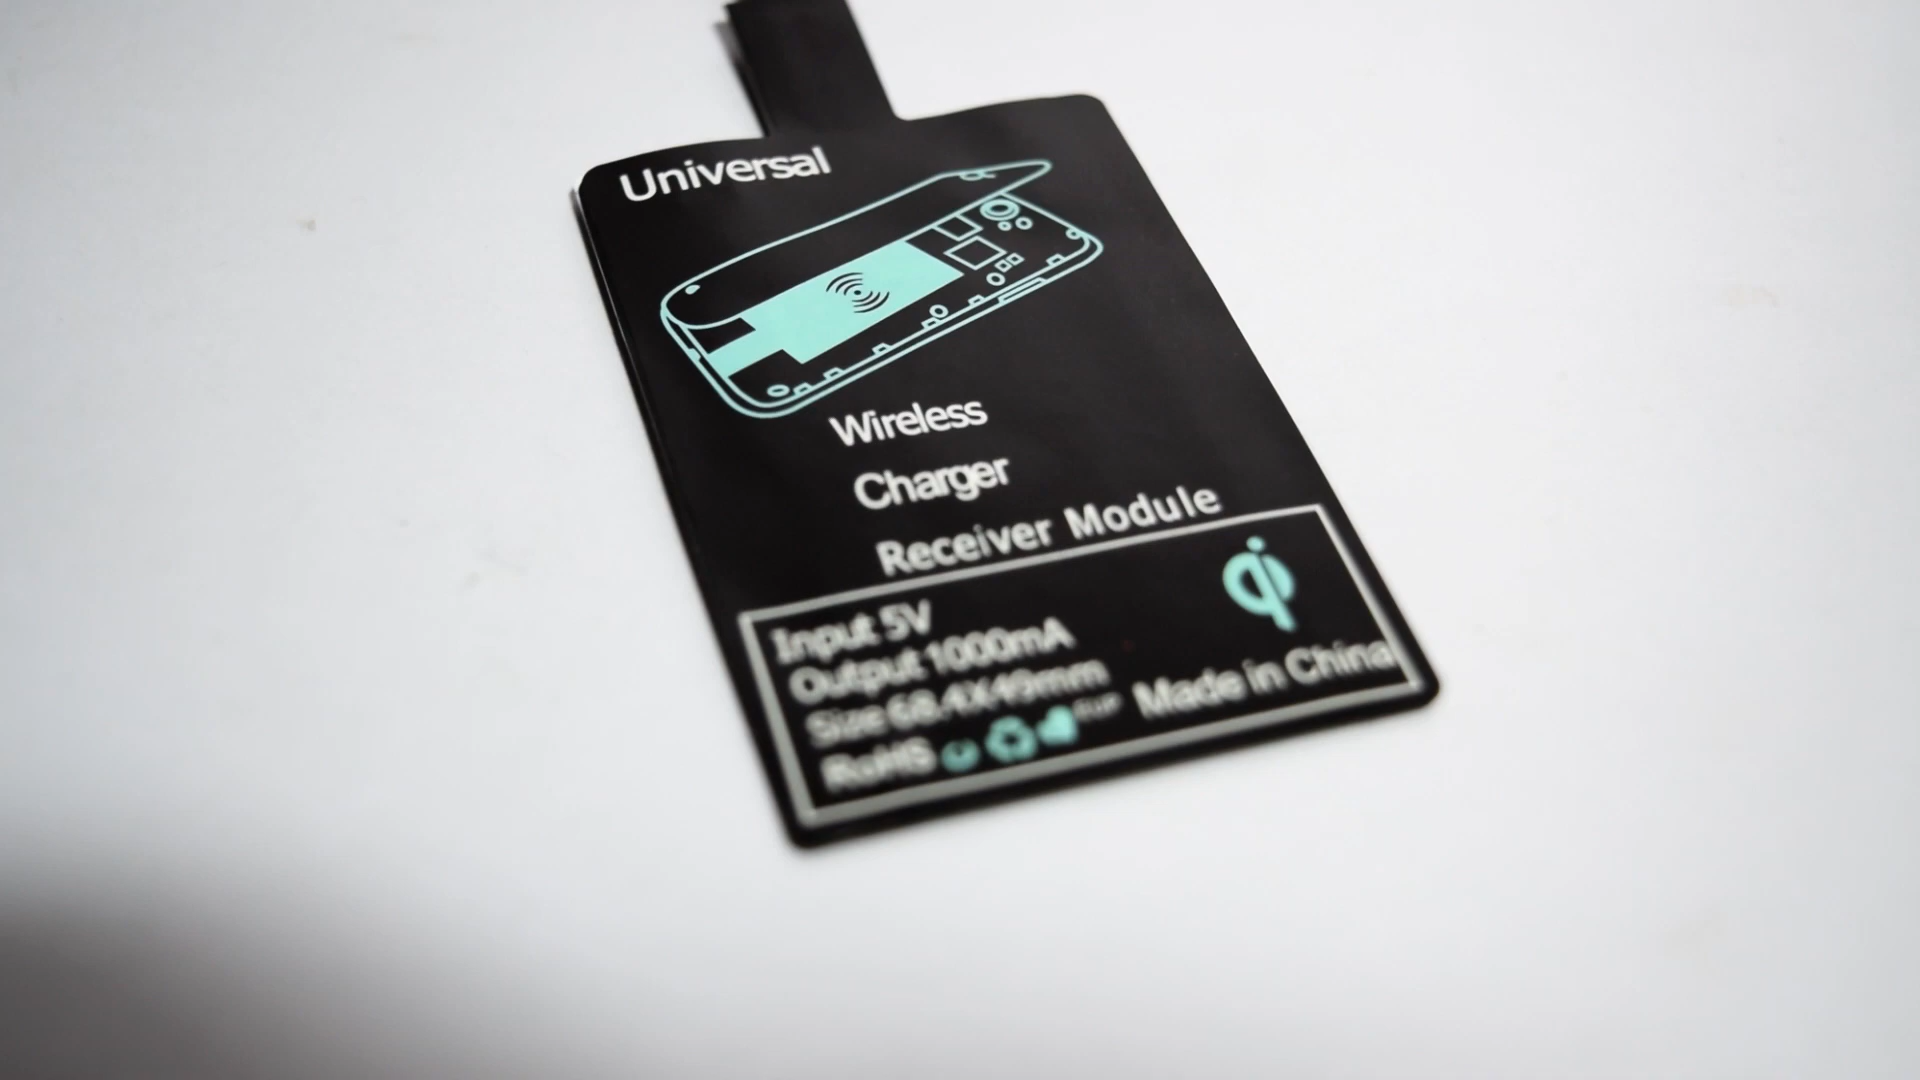 Universal
Wireless
Charger
Receiver Module
Input 5V
Output 1000mA
Size 68.4X49mm
RoHS
Made in China